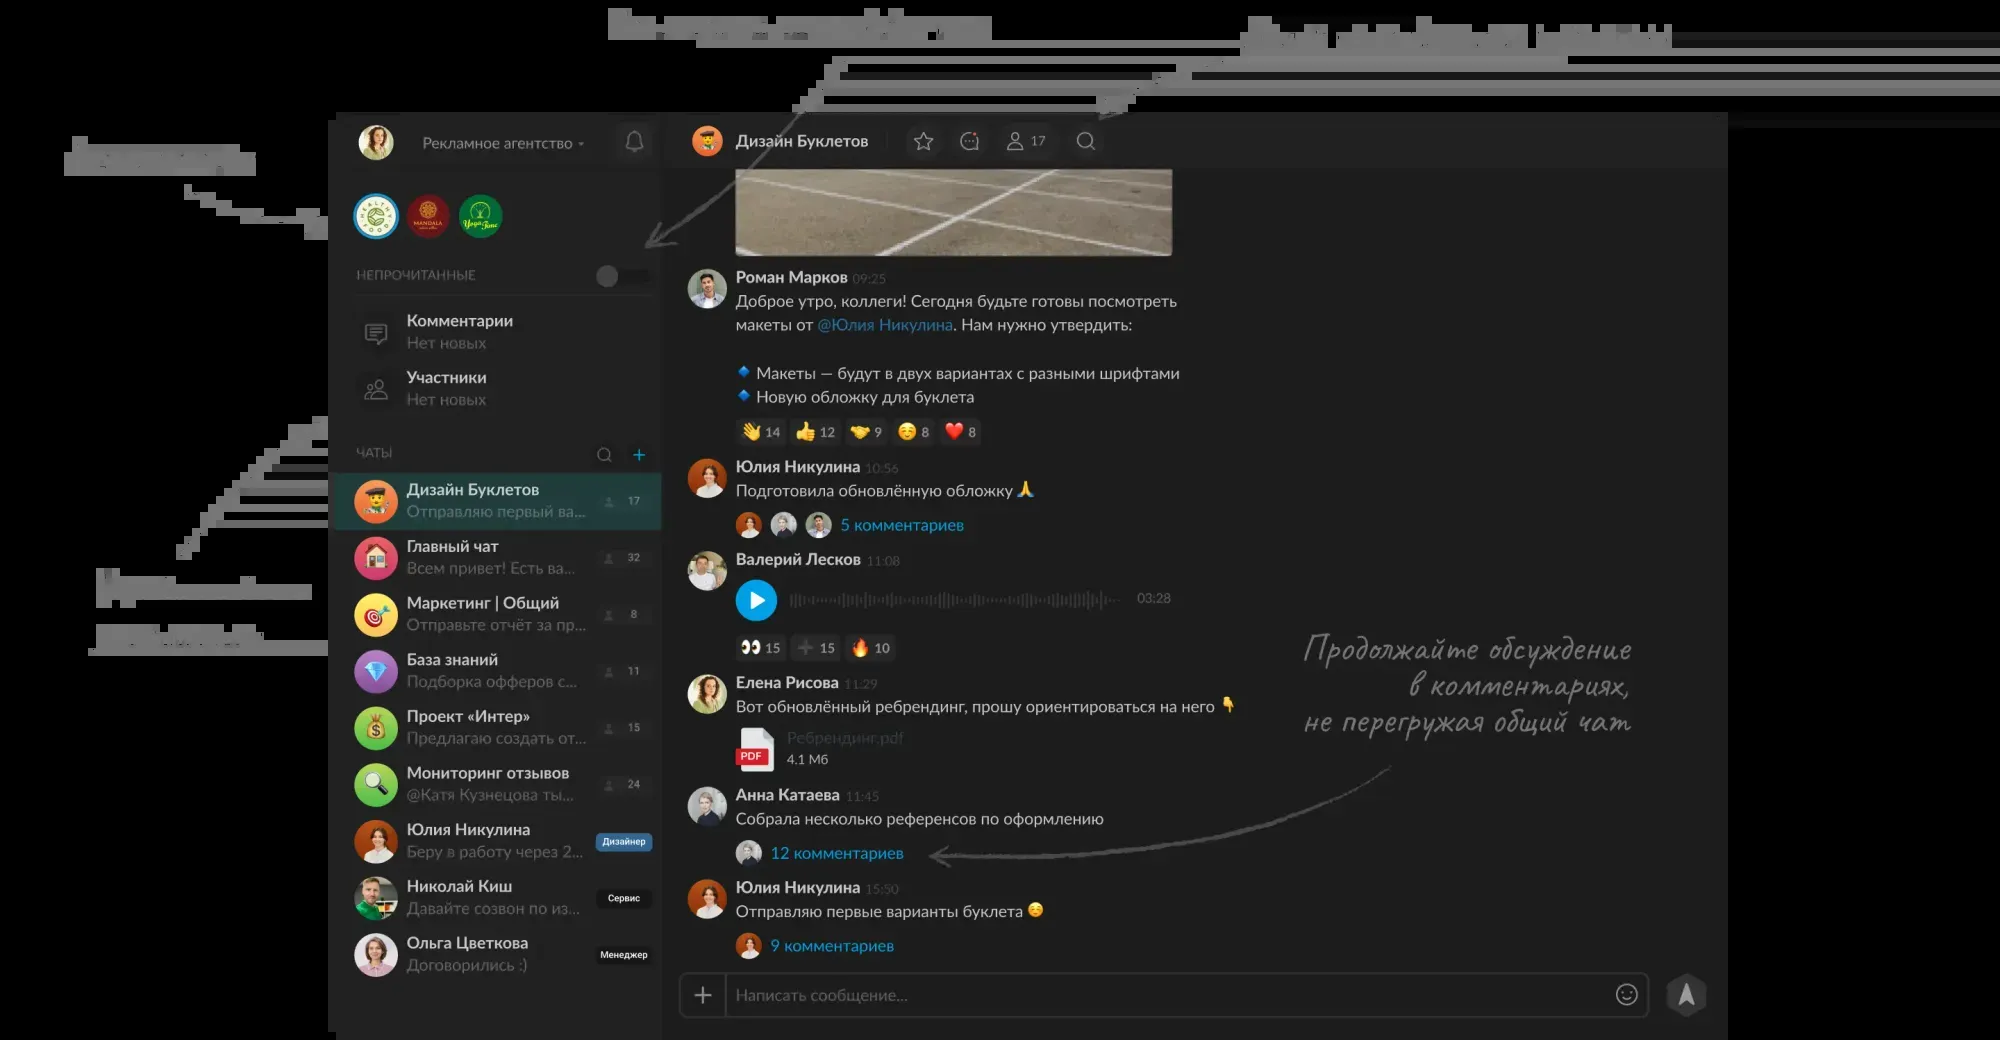 Рекламное агентство
HEALTHY FOOD
MANDALA
Yoga Time
НЕПРОЧИТАННЫЕ
Комментарии
Нет новых
Участники
Нет новых
ЧАТЫ
Дизайн Буклетов
Отправляю первый ва...
17
Главный чат
Всем привет! Есть ва...
32
Маркетинг | Общий
Отправьте отчёт за пр...
8
База знаний
Подборка офферов с...
11
Проект «Интер»
Предлагаю создать от...
15
Мониторинг отзывов
@Катя Кузнецова ты...
24
Юлия Никулина
Беру в работу через 2...
Дизайнер
Николай Киш
Давайте созвон по из...
Сервис
Ольга Цветкова
Договорились :)
Менеджер
Дизайн Буклетов
17
Роман Марков 09:25
Доброе утро, коллеги! Сегодня будьте готовы посмотреть
макеты от @Юлия Никулина. Нам нужно утвердить:
🔹 Макеты — будут в двух вариантах с разными шрифтами
🔹 Новую обложку для буклета
👋 14 👍 12 🤝 9 ☺️ 8 ❤️ 8
Юлия Никулина 10:56
Подготовила обновлённую обложку 🙏
5 комментариев
Валерий Лесков 11:08
03:28
👀 15 ➕ 15 🔥 10
Елена Рисова 11:29
Вот обновлённый ребрендинг, прошу ориентироваться на него 👇
PDF
Ребрендинг.pdf
4.1 Мб
Анна Катаева 11:45
Собрала несколько референсов по оформлению
12 комментариев
Юлия Никулина 15:50
Отправляю первые варианты буклета ☺️
9 комментариев
Написать сообщение...
Продолжайте обсуждение
в комментариях,
не перегружая общий чат